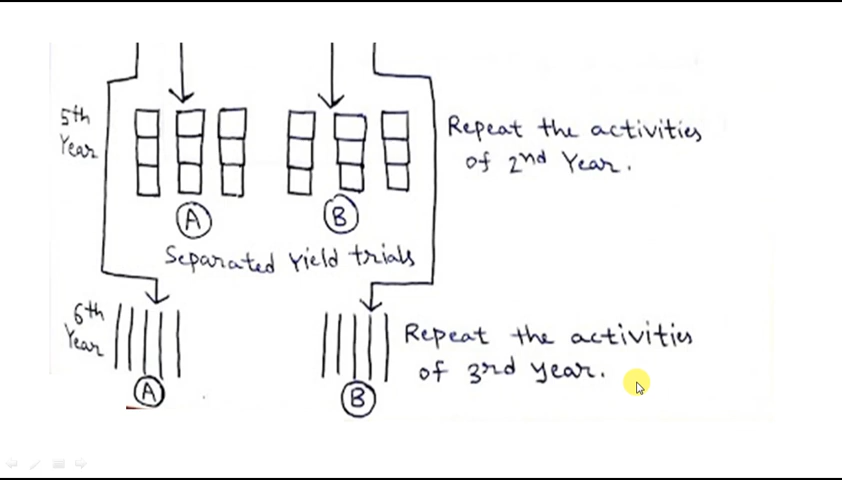 5th
Year
Repeat the activities
of 2nd Year.
A
B
Separated Yield trials
6th
Year
Repeat the activities
of 3rd year.
A
B